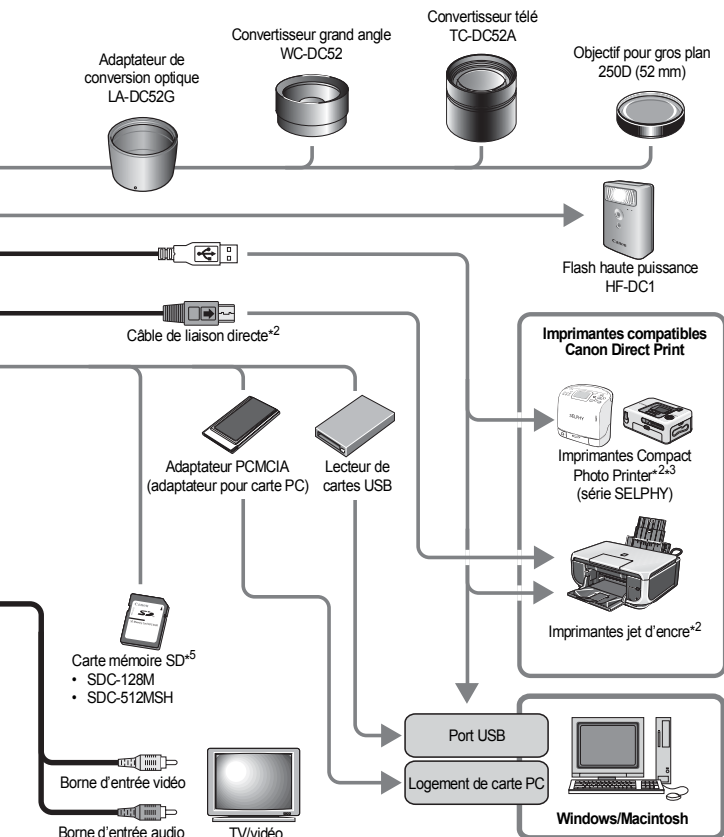 Convertisseur télé
TC-DC52A
Convertisseur grand angle
WC-DC52
Objectif pour gros plan
250D (52 mm)
Adaptateur de
conversion optique
LA-DC52G
Canon
Flash haute puissance
HF-DC1
Câble de liaison directe*2
Imprimantes compatibles
Canon Direct Print
SELPHY
Imprimantes Compact
Photo Printer*2*3
(série SELPHY)
Adaptateur PCMCIA
(adaptateur pour carte PC)
Lecteur de
cartes USB
Imprimantes jet d'encre*2
Canon
SD
Carte mémoire SD*5
• SDC-128M
• SDC-512MSH
Port USB
Logement de carte PC
Windows/Macintosh
Borne d'entrée vidéo
Borne d'entrée audio
TV/vidéo